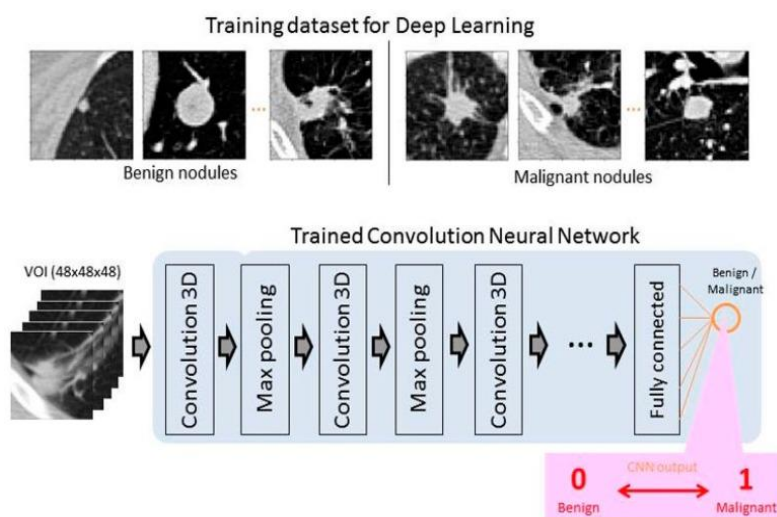 Training dataset for Deep Learning
...
...
Benign nodules
Malignant nodules
Trained Convolution Neural Network
VOI (48x48x48)
Convolution 3D
Max pooling
Convolution 3D
Max pooling
Convolution 3D
...
Fully connected
Benign /
Malignant
CNN output
0
1
Benign
Malignant